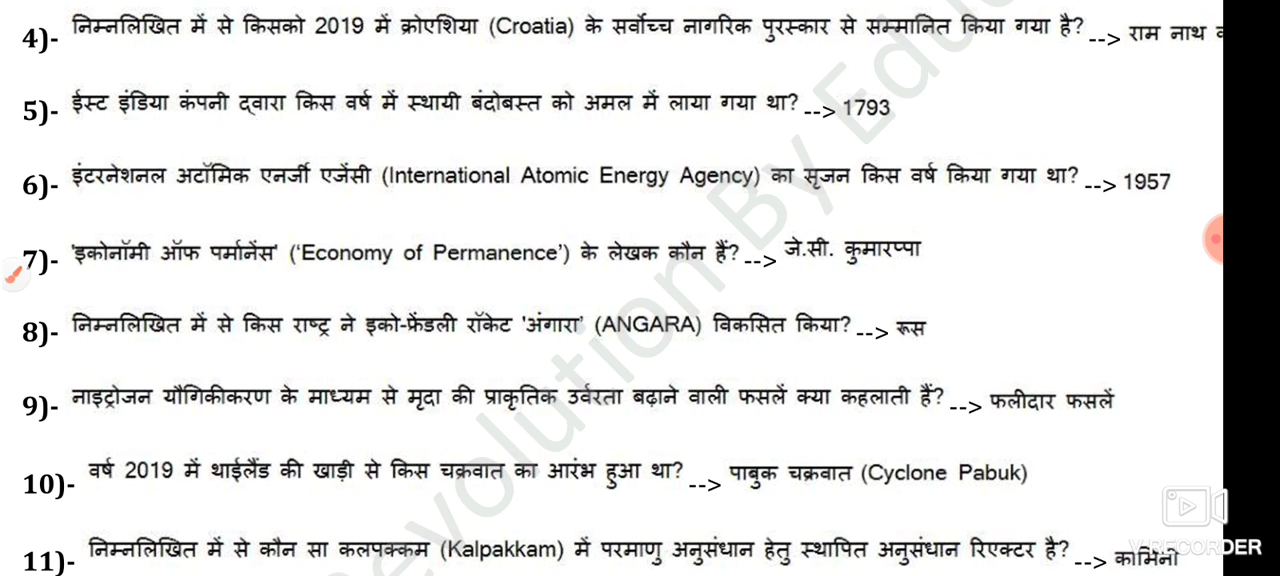 4)- निम्नलिखित में से किसको 2019 में क्रोएशिया (Croatia) के सर्वोच्च नागरिक पुरस्कार से सम्मानित किया गया है? --> राम नाथ
5)- ईस्ट इंडिया कंपनी द्वारा किस वर्ष में स्थायी बंदोबस्त को अमल में लाया गया था? --> 1793
6)- इंटरनेशनल अटॉमिक एनर्जी एजेंसी (International Atomic Energy Agency) का सृजन किस वर्ष किया गया था? --> 1957
7)- 'इकोनॉमी ऑफ पर्मानेंस' (‘Economy of Permanence’) के लेखक कौन हैं? --> जे.सी. कुमारप्पा
8)- निम्नलिखित में से किस राष्ट्र ने इको-फ्रेंडली रॉकेट 'अंगारा' (ANGARA) विकसित किया? --> रूस
9)- नाइट्रोजन यौगिकीकरण के माध्यम से मृदा की प्राकृतिक उर्वरता बढ़ाने वाली फसलें क्या कहलाती हैं? --> फलीदार फसलें
10)- वर्ष 2019 में थाईलैंड की खाड़ी से किस चक्रवात का आरंभ हुआ था? --> पाबुक चक्रवात (Cyclone Pabuk)
11)- निम्नलिखित में से कौन सा कलपक्कम (Kalpakkam) में परमाणु अनुसंधान हेतु स्थापित अनुसंधान रिएक्टर है? --> कामिनी
V RECORDER